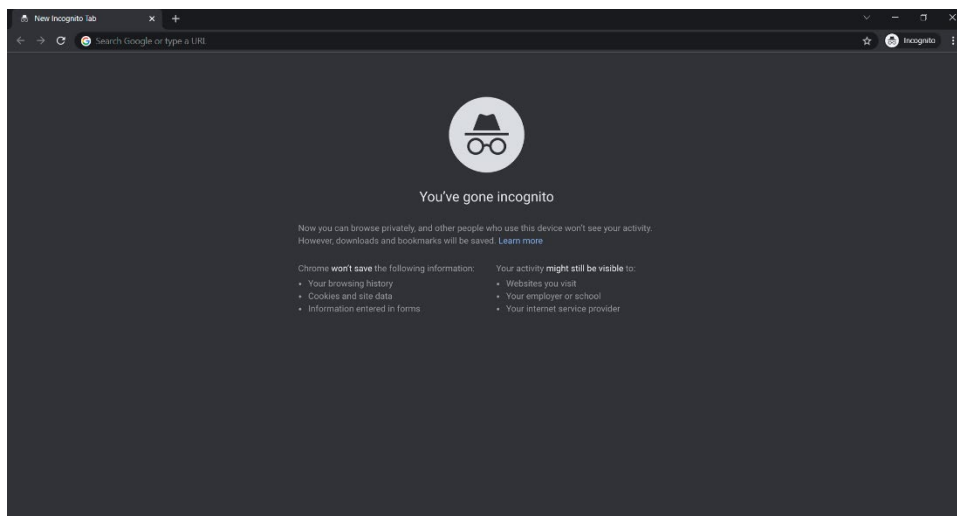 New Incognito Tab
Search Google or type a URL
Incognito
You've gone incognito
Now you can browse privately, and other people who use this device won't see your activity.
However, downloads and bookmarks will be saved. Learn more
Chrome won't save the following information:
• Your browsing history
• Cookies and site data
• Information entered in forms
Your activity might still be visible to:
• Websites you visit
• Your employer or school
• Your internet service provider